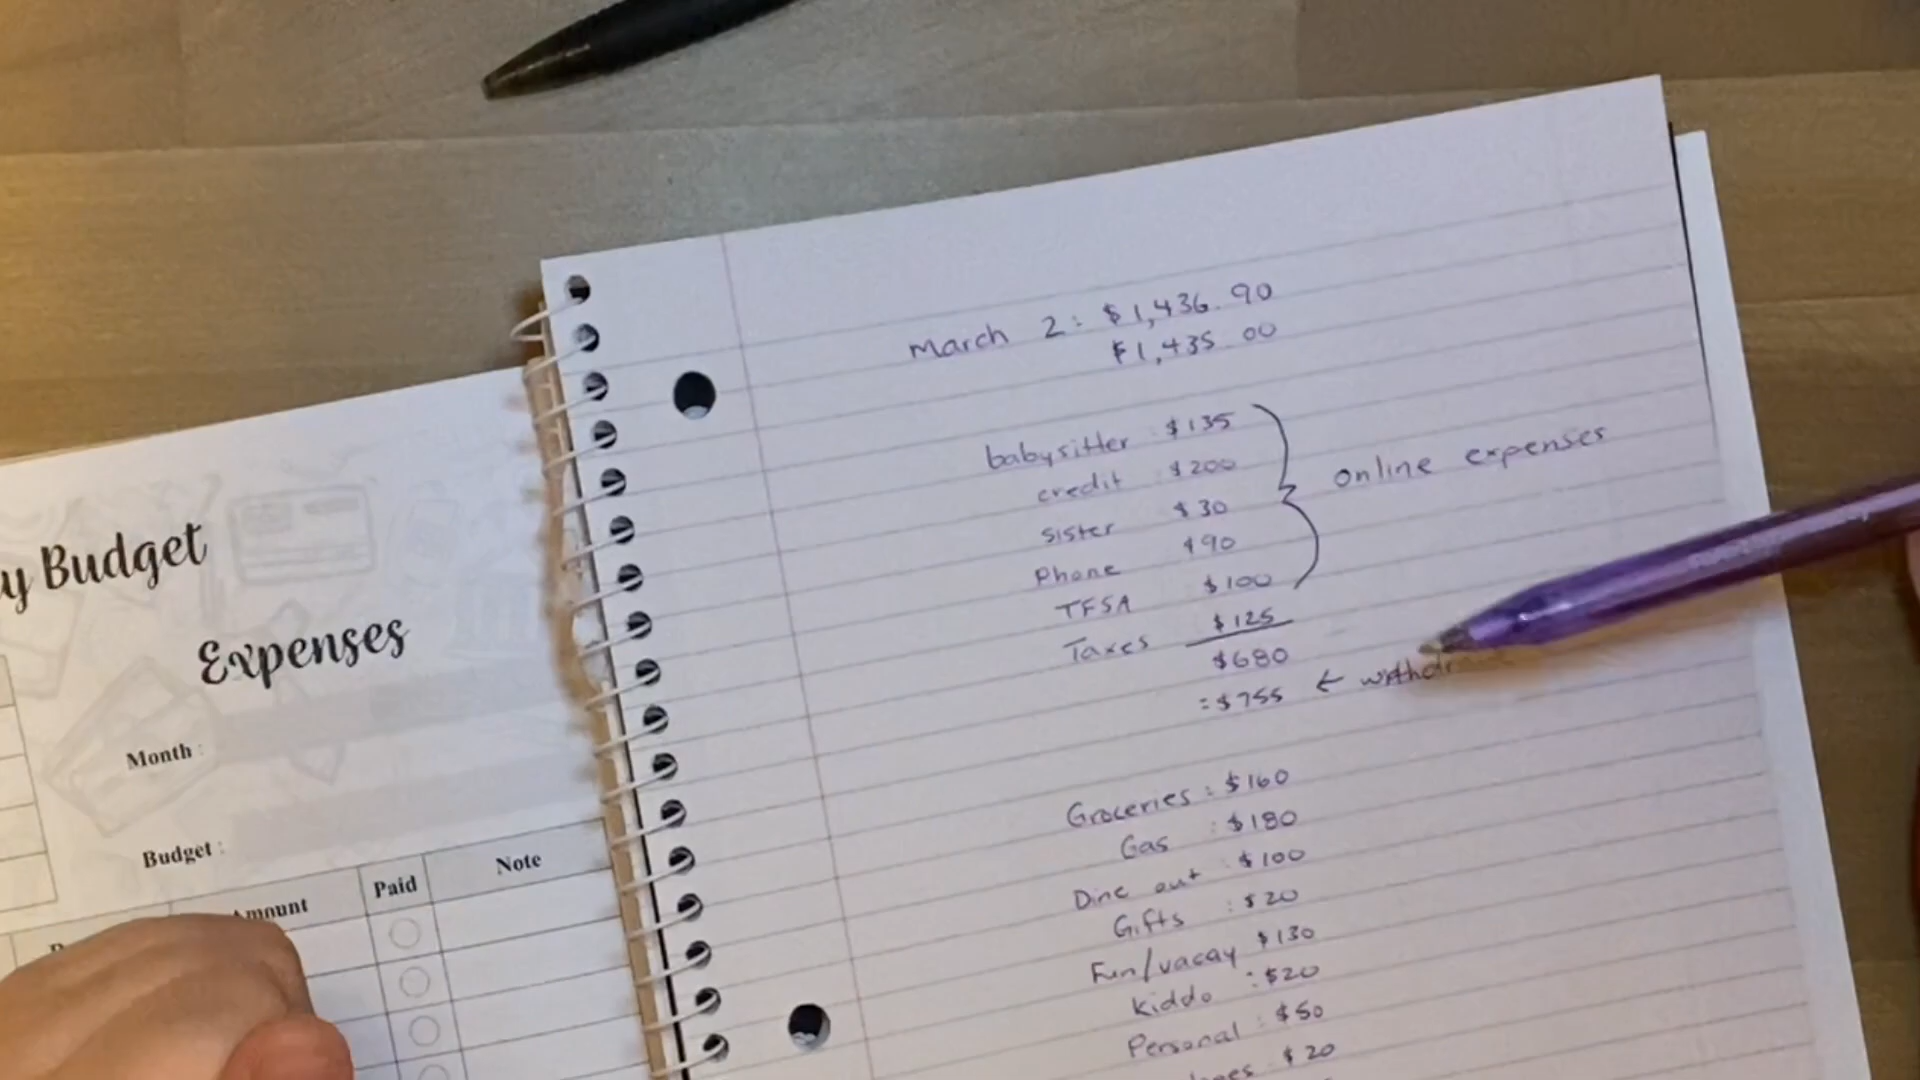 Budget
Expenses
Month :
Budget :
Amount Paid Note
March 2: $1,436.90
$1,435.00
babysitter : $135
credit : $200
sister $30
Phone $90
TFSA $100
Taxes $125
online expenses
$680
= $755 ←
Groceries : $160
Gas : $180
Dine out : $100
Gifts : $20
Fun/vacay $130
Kiddo : $20
Personal : $50
$20